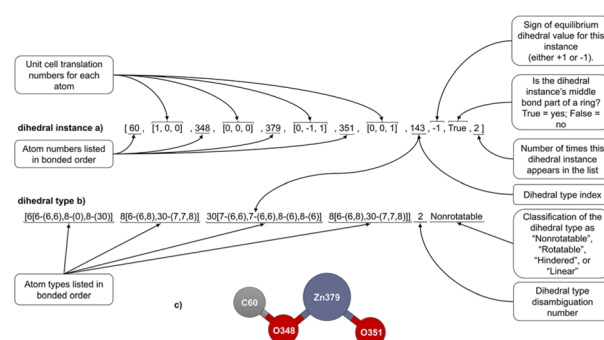 Sign of equilibrium
dihedral value for this
instance
(either +1 or -1).
Unit cell translation
numbers for each
atom
Is the dihedral
instance's middle
bond part of a ring?
True = yes; False =
no
dihedral instance a) [ 60 , [1, 0, 0] , 348 , [0, 0, 0] , 379 , [0, -1, 1] , 351 , [0, 0, 1] , 143 , -1 , True , 2 ]
Atom numbers listed
in bonded order
Number of times this
dihedral instance
appears in the list
Dihedral type index
dihedral type b)
[6[6-(6,6),8-(0),8-(30)] 8[6-(6,8),30-(7,7,8)] 30[7-(6,6),7-(6,6),8-(6),8-(6)] 8[6-(6,8),30-(7,7,8)]] 2 Nonrotatable
Classification of the
dihedral type as
"Nonrotatable",
"Rotatable",
"Hindered", or
"Linear"
Atom types listed in
bonded order
Dihedral type
disambiguation
number
c)
C60
Zn379
O348
O351